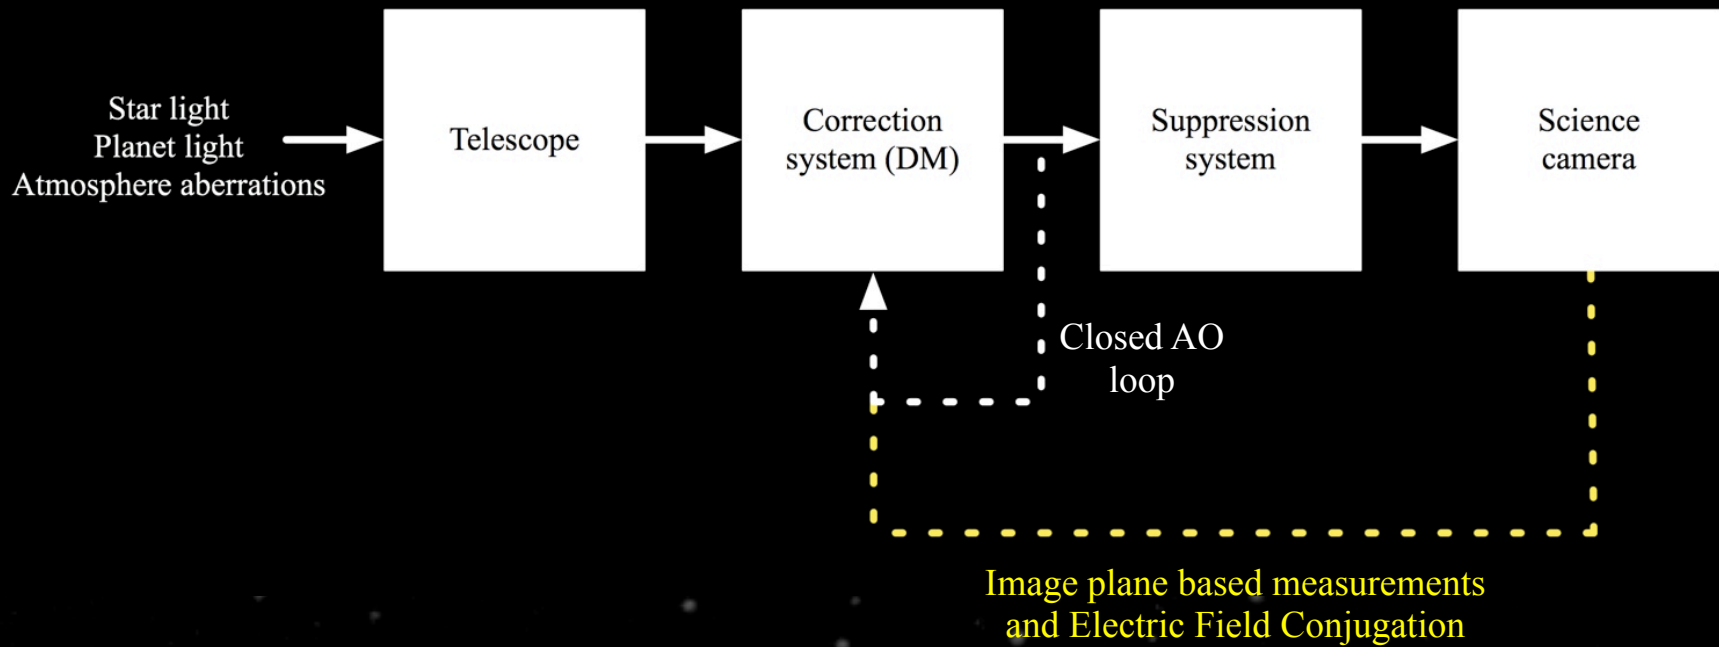 Star light
Planet light
Atmosphere aberrations
Telescope
Correction
system (DM)
Suppression
system
Science
camera
Closed AO
loop
Image plane based measurements
and Electric Field Conjugation